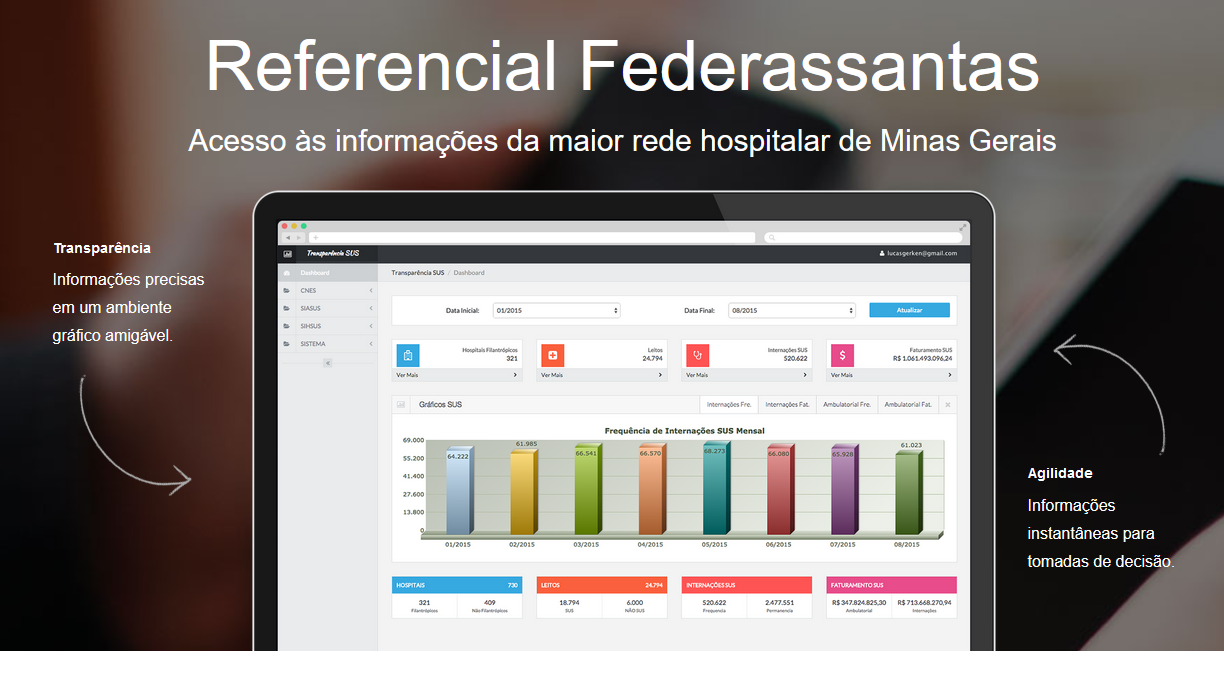 Referencial Federassantas
Acesso às informações da maior rede hospitalar de Minas Gerais
Transparência
Informações precisas
em um ambiente
gráfico amigável.
Transparência SUS
lucasgerken@gmail.com
Dashboard
CNES
SIASUS
SIHSUS
SISTEMA
Transparência SUS / Dashboard
Data Inicial: 01/2015 Data Final: 08/2015 Atualizar
Hospitais Filantrópicos
321
Ver Mais
Leitos
24.794
Ver Mais
Internações SUS
520.622
Ver Mais
Faturamento SUS
R$ 1.061.493.096,24
Ver Mais
Gráficos SUS
Internações Fre. Internações Fat. Ambulatorial Fre. Ambulatorial Fat.
Frequência de Internações SUS Mensal
69.000
55.200
41.400
27.600
13.800
0
64.222 61.985 66.541 66.570 68.273 66.080 65.928 61.023
01/2015 02/2015 03/2015 04/2015 05/2015 06/2015 07/2015 08/2015
HOSPITAIS 730
321 409
Filantrópicos Não Filantrópicos
LEITOS 24.794
18.794 6.000
SUS NÃO SUS
INTERNAÇÕES SUS
520.622 2.477.551
Frequencia Permanencia
FATURAMENTO SUS
R$ 347.824.825,30 R$ 713.668.270,94
Ambulatorial Internações
Agilidade
Informações
instantâneas para
tomadas de decisão.